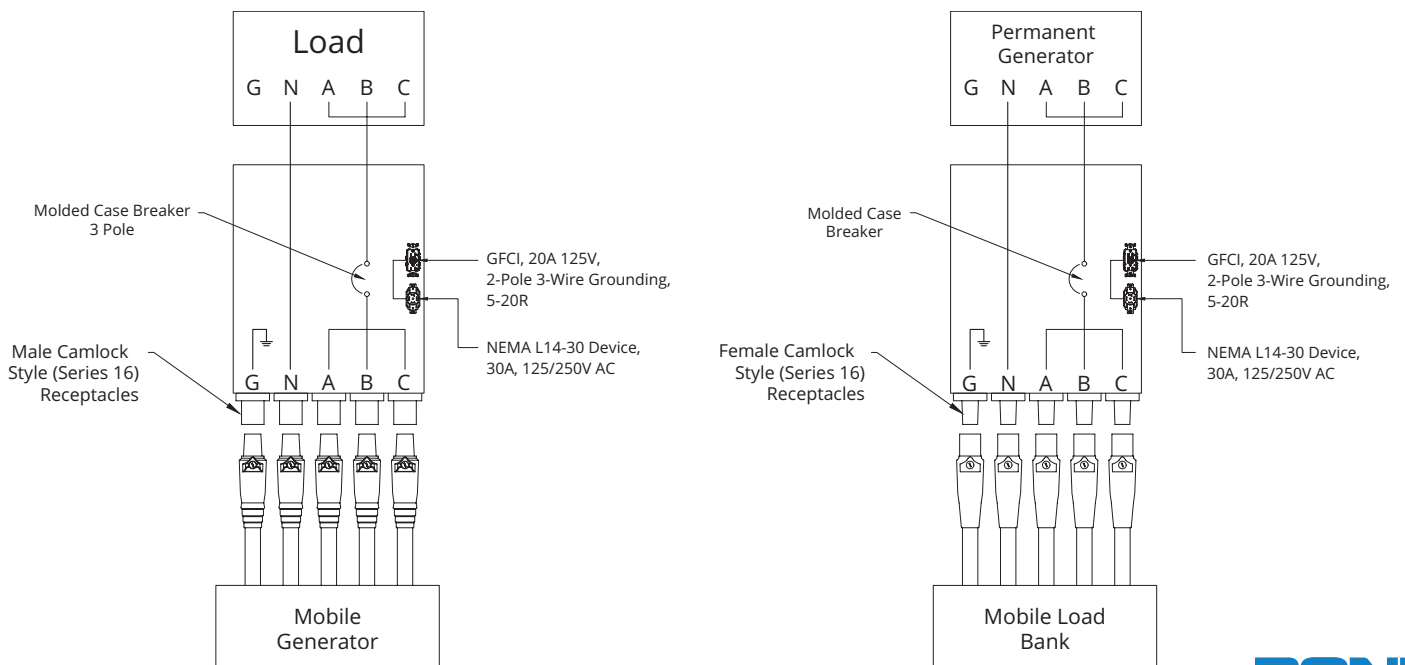 Load
G N A B C
Molded Case Breaker
3 Pole
GFCI, 20A 125V,
2-Pole 3-Wire Grounding,
5-20R
NEMA L14-30 Device,
30A, 125/250V AC
Male Camlock
Style (Series 16)
Receptacles
G N A B C
Mobile
Generator
Permanent
Generator
G N A B C
Molded Case
Breaker
GFCI, 20A 125V,
2-Pole 3-Wire Grounding,
5-20R
NEMA L14-30 Device,
30A, 125/250V AC
Female Camlock
Style (Series 16)
Receptacles
G N A B C
Mobile Load
Bank